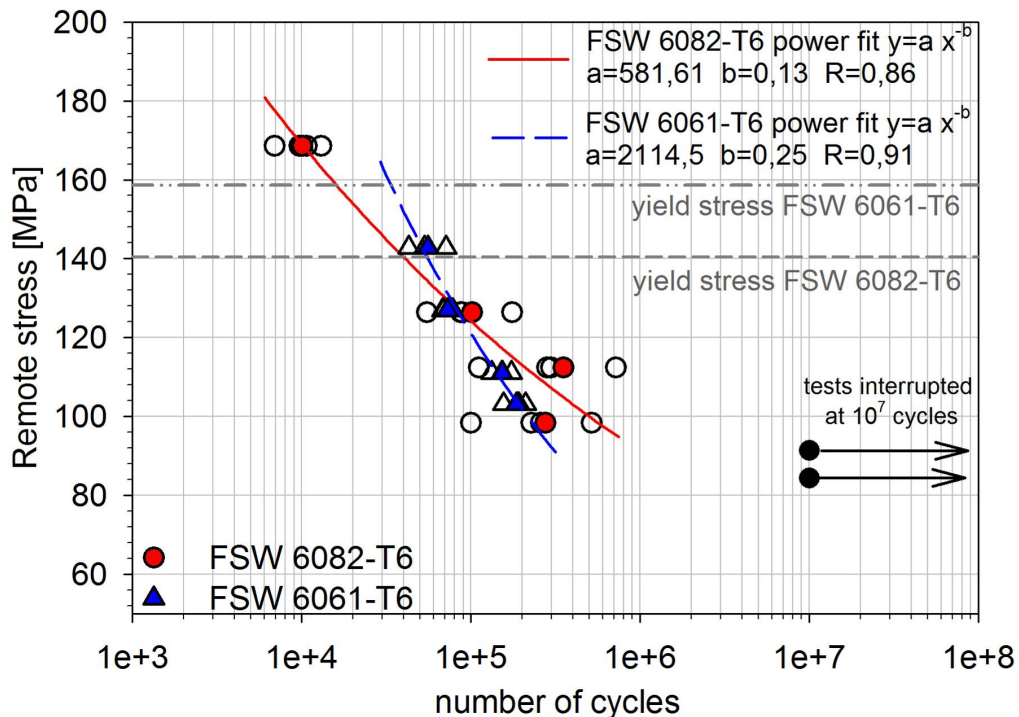 200
180
160
140
120
100
80
60
Remote stress [MPa]
FSW 6082-T6 power fit y=a x^-b
a=581,61 b=0,13 R=0,86
FSW 6061-T6 power fit y=a x^-b
a=2114,5 b=0,25 R=0,91
yield stress FSW 6061-T6
yield stress FSW 6082-T6
tests interrupted
at 10^7 cycles
FSW 6082-T6
FSW 6061-T6
1e+3 1e+4 1e+5 1e+6 1e+7 1e+8
number of cycles